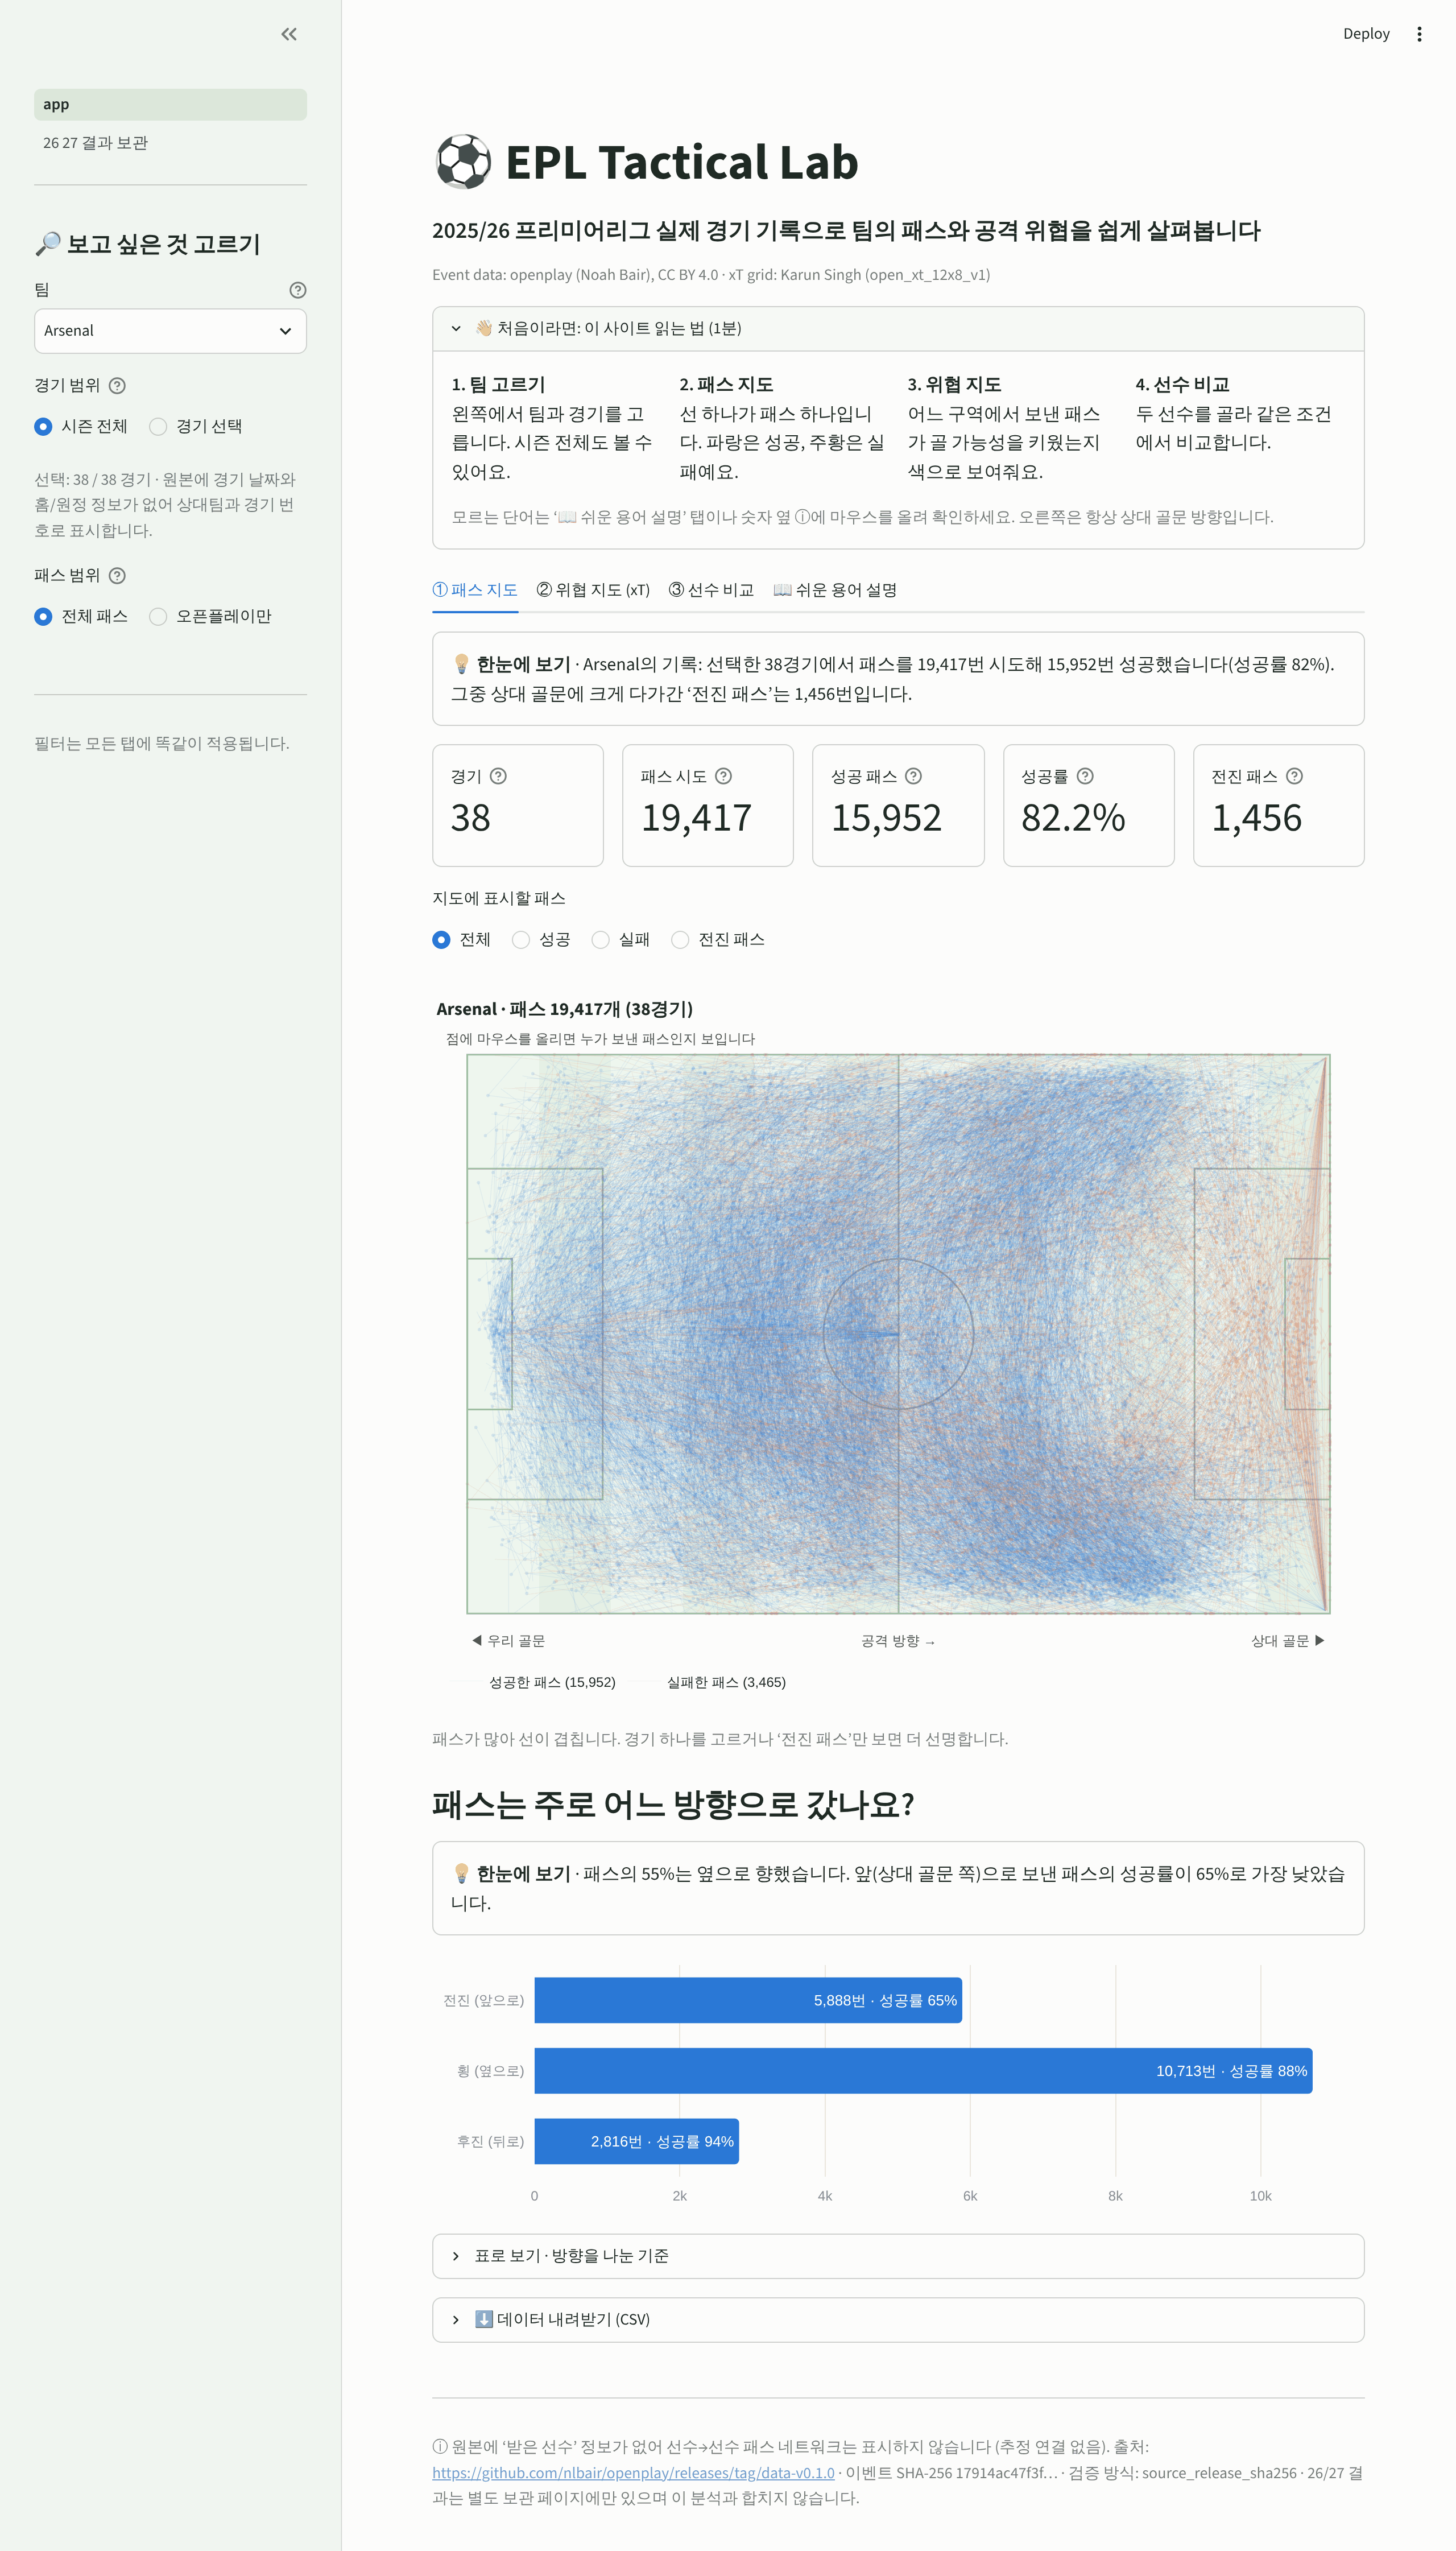 Deploy
app
26 27 결과 보관
🔎 보고 싶은 것 고르기
팀
Arsenal
경기 범위
시즌 전체 경기 선택
선택: 38 / 38 경기 · 원본에 경기 날짜와
홈/원정 정보가 없어 상대팀과 경기 번
호로 표시합니다.
패스 범위
전체 패스 오픈플레이만
필터는 모든 탭에 똑같이 적용됩니다.
⚽ EPL Tactical Lab
2025/26 프리미어리그 실제 경기 기록으로 팀의 패스와 공격 위협을 쉽게 살펴봅니다
Event data: openplay (Noah Bair), CC BY 4.0 · xT grid: Karun Singh (open_xt_12x8_v1)
👋🏼 처음이라면: 이 사이트 읽는 법 (1분)
1. 팀 고르기
왼쪽에서 팀과 경기를 고
릅니다. 시즌 전체도 볼 수
있어요.
2. 패스 지도
선 하나가 패스 하나입니
다. 파랑은 성공, 주황은 실
패예요.
3. 위협 지도
어느 구역에서 보낸 패스
가 골 가능성을 키웠는지
색으로 보여줘요.
4. 선수 비교
두 선수를 골라 같은 조건
에서 비교합니다.
모르는 단어는 ‘📖 쉬운 용어 설명’ 탭이나 숫자 옆 ⓘ에 마우스를 올려 확인하세요. 오른쪽은 항상 상대 골문 방향입니다.
① 패스 지도 ② 위협 지도 (xT) ③ 선수 비교 📖 쉬운 용어 설명
💡 한눈에 보기 · Arsenal의 기록: 선택한 38경기에서 패스를 19,417번 시도해 15,952번 성공했습니다(성공률 82%).
그중 상대 골문에 크게 다가간 ‘전진 패스’는 1,456번입니다.
경기
38
패스 시도
19,417
성공 패스
15,952
성공률
82.2%
전진 패스
1,456
지도에 표시할 패스
전체 성공 실패 전진 패스
Arsenal · 패스 19,417개 (38경기)
점에 마우스를 올리면 누가 보낸 패스인지 보입니다
◀ 우리 골문 공격 방향 → 상대 골문 ▶
성공한 패스 (15,952) 실패한 패스 (3,465)
패스가 많아 선이 겹칩니다. 경기 하나를 고르거나 ‘전진 패스’만 보면 더 선명합니다.
패스는 주로 어느 방향으로 갔나요?
💡 한눈에 보기 · 패스의 55%는 옆으로 향했습니다. 앞(상대 골문 쪽)으로 보낸 패스의 성공률이 65%로 가장 낮았습
니다.
전진 (앞으로) 5,888번 · 성공률 65%
횡 (옆으로) 10,713번 · 성공률 88%
후진 (뒤로) 2,816번 · 성공률 94%
0 2k 4k 6k 8k 10k
표로 보기 · 방향을 나눈 기준
⬇️ 데이터 내려받기 (CSV)
ⓘ 원본에 ‘받은 선수’ 정보가 없어 선수→선수 패스 네트워크는 표시하지 않습니다 (추정 연결 없음). 출처:
https://github.com/nlbair/openplay/releases/tag/data-v0.1.0 · 이벤트 SHA-256 17914ac47f3f… · 검증 방식: source_release_sha256 · 26/27 결
과는 별도 보관 페이지에만 있으며 이 분석과 합치지 않습니다.